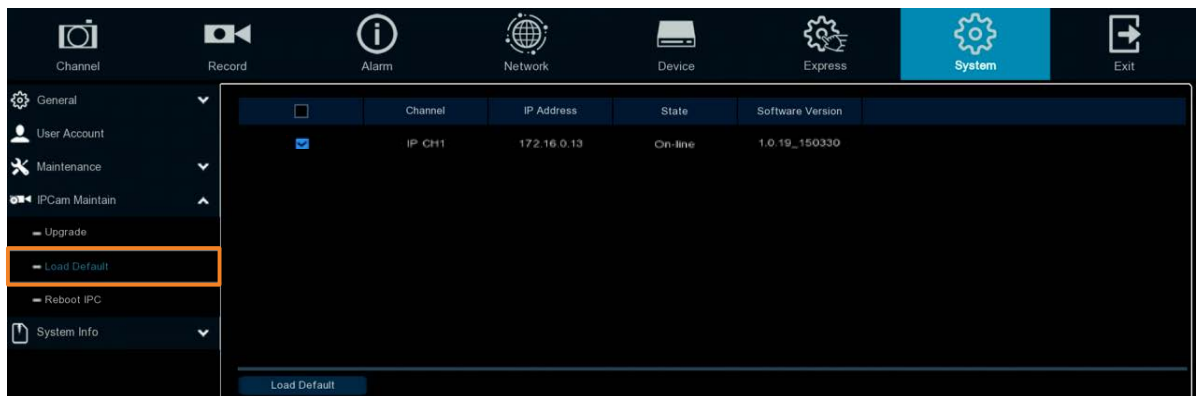 Channel Record Alarm Network Device Express System Exit
General
User Account
Maintenance
IPCam Maintain
Upgrade
Load Default
Reboot IPC
System Info
Channel IP Address State Software Version
IP CH1 172.16.0.13 On-line 1.0.19_150330
Load Default